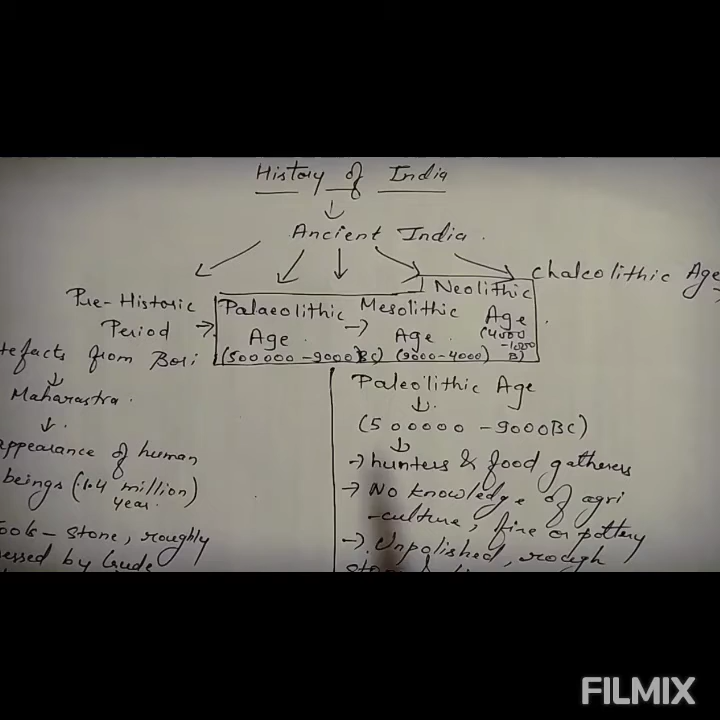 History of India
↓
Ancient India.
Pre-Historic
Period →
Palaeolithic
Age
(500000 - 9000 BC)
→ Mesolithic
Age
(9000-4000)
Neolithic
Age
(4000
B)
Chalcolithic Age
tefacts from Bori
↓
Maharastra.
↓.
appearance of human
beings (1.4 million)
year.
ools - stone, roughly
essed by Crude
Paleolithic Age
↓.
(500000 - 9000BC)
↓
→ hunters & food gatherers
→ No knowledge of agri
-culture, fire or pottery
→. Unpolished, rough
FILMIX